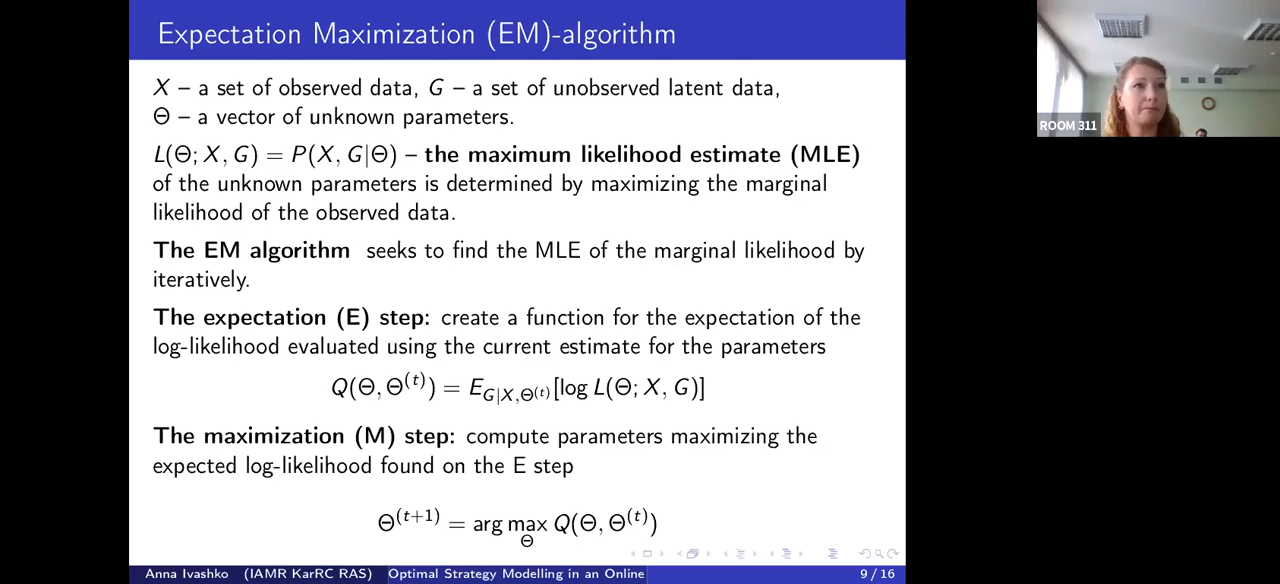 Expectation Maximization (EM)-algorithm
X – a set of observed data, G – a set of unobserved latent data,
Θ – a vector of unknown parameters.
L(Θ; X, G) = P(X, G|Θ) – the maximum likelihood estimate (MLE)
of the unknown parameters is determined by maximizing the marginal
likelihood of the observed data.
The EM algorithm seeks to find the MLE of the marginal likelihood by
iteratively.
The expectation (E) step: create a function for the expectation of the
log-likelihood evaluated using the current estimate for the parameters
Q(Θ, Θ^(t)) = E_{G|X,Θ^(t)}[log L(Θ; X, G)]
The maximization (M) step: compute parameters maximizing the
expected log-likelihood found on the E step
Θ^(t+1) = arg max_Θ Q(Θ, Θ^(t))
Anna Ivashko (IAMR KarRC RAS) Optimal Strategy Modelling in an Online 9 / 16
ROOM 311